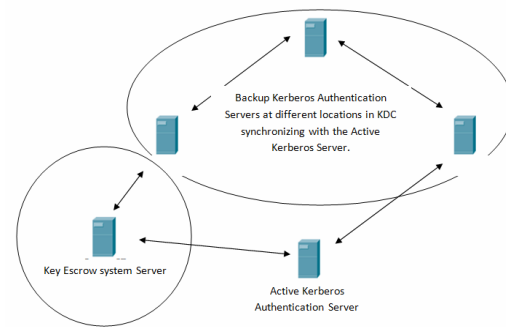 Backup Kerberos Authentication
Servers at different locations in KDC
synchronizing with the Active
Kerberos Server.
Key Escrow system Server
Active Kerberos
Authentication Server